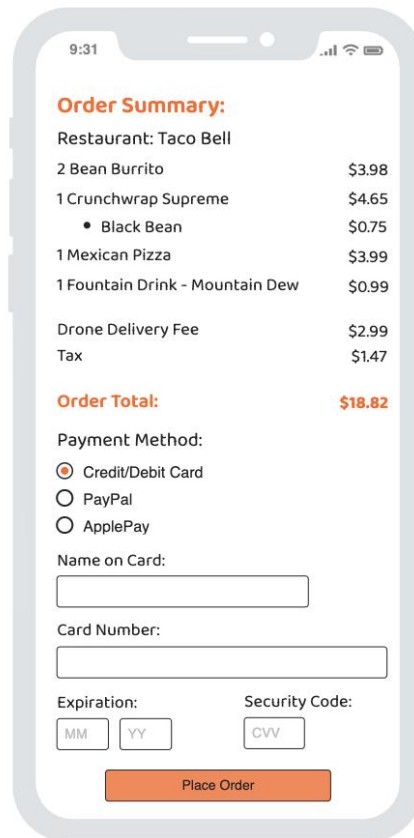 9:31
Order Summary:
Restaurant: Taco Bell
2 Bean Burrito $3.98
1 Crunchwrap Supreme $4.65
• Black Bean $0.75
1 Mexican Pizza $3.99
1 Fountain Drink - Mountain Dew $0.99
Drone Delivery Fee $2.99
Tax $1.47
Order Total: $18.82
Payment Method:
Credit/Debit Card
PayPal
ApplePay
Name on Card:
Card Number:
Expiration: Security Code:
MM YY CVV
Place Order